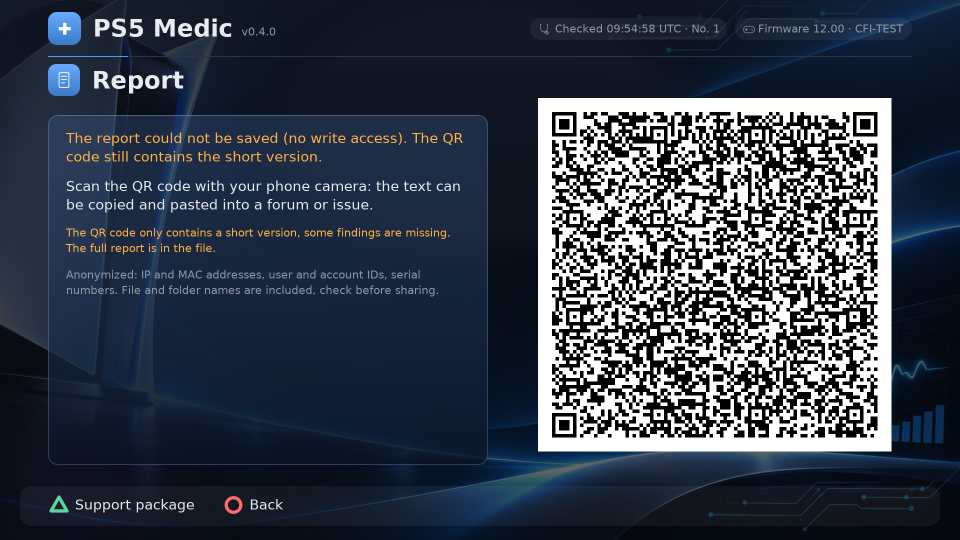 PS5 Medic v0.4.0
Checked 09:54:58 UTC · No. 1
Firmware 12.00 · CFI-TEST
Report
The report could not be saved (no write access). The QR
code still contains the short version.
Scan the QR code with your phone camera: the text can
be copied and pasted into a forum or issue.
The QR code only contains a short version, some findings are missing.
The full report is in the file.
Anonymized: IP and MAC addresses, user and account IDs, serial
numbers. File and folder names are included, check before sharing.
Support package
Back